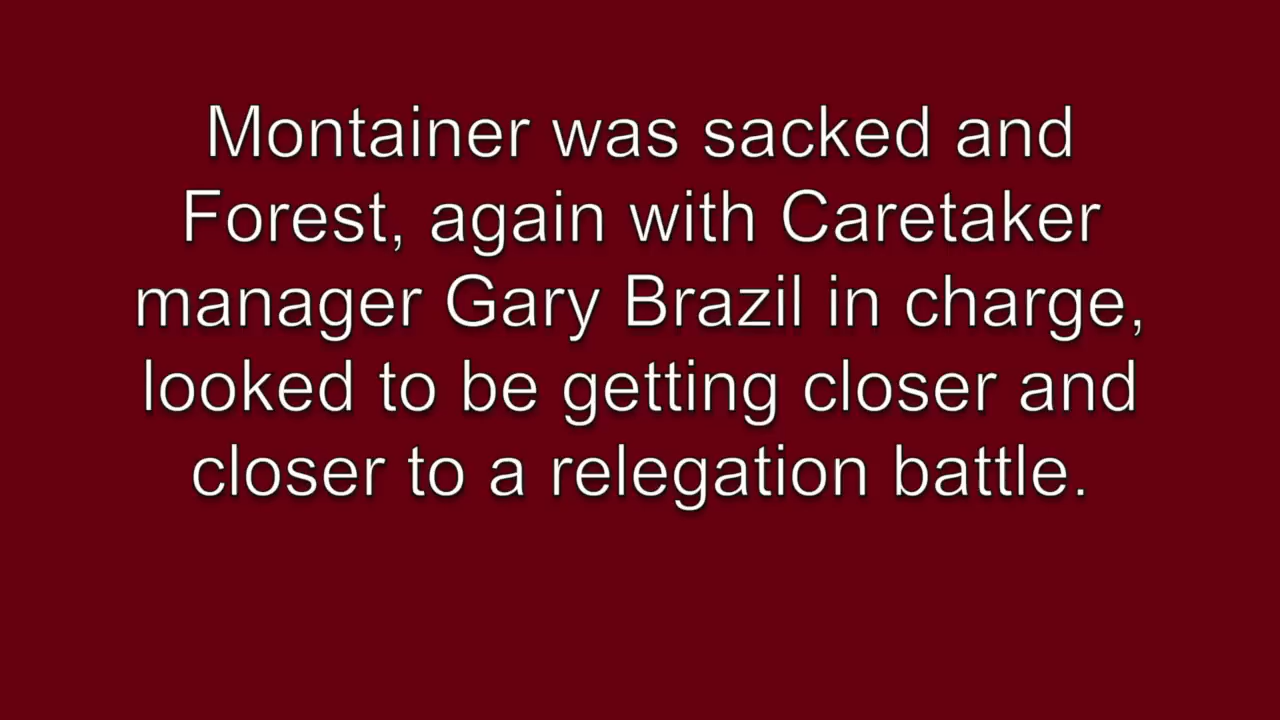 Montainer was sacked and
Forest, again with Caretaker
manager Gary Brazil in charge,
looked to be getting closer and
closer to a relegation battle.